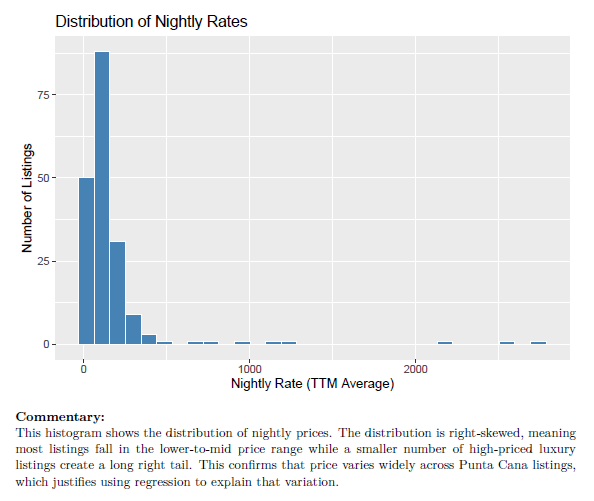 Distribution of Nightly Rates
75
50
25
0
Number of Listings
0 1000 2000
Nightly Rate (TTM Average)
Commentary:
This histogram shows the distribution of nightly prices. The distribution is right-skewed, meaning
most listings fall in the lower-to-mid price range while a smaller number of high-priced luxury
listings create a long right tail. This confirms that price varies widely across Punta Cana listings,
which justifies using regression to explain that variation.